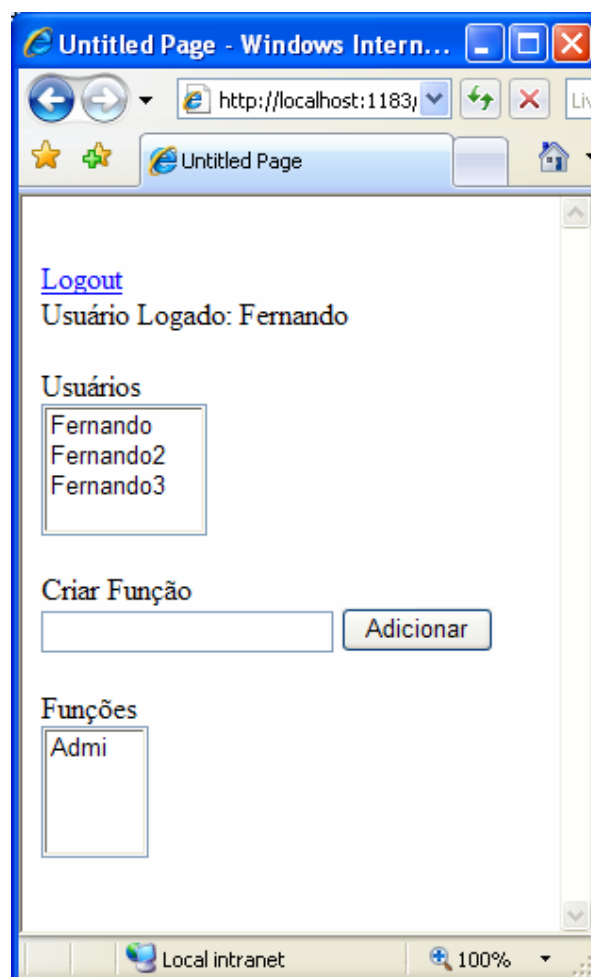 Untitled Page - Windows Intern...
http://localhost:1183/
Liv
Untitled Page
Logout
Usuário Logado: Fernando
Usuários
Fernando
Fernando2
Fernando3
Criar Função
Adicionar
Funções
Admi
Local intranet
100%